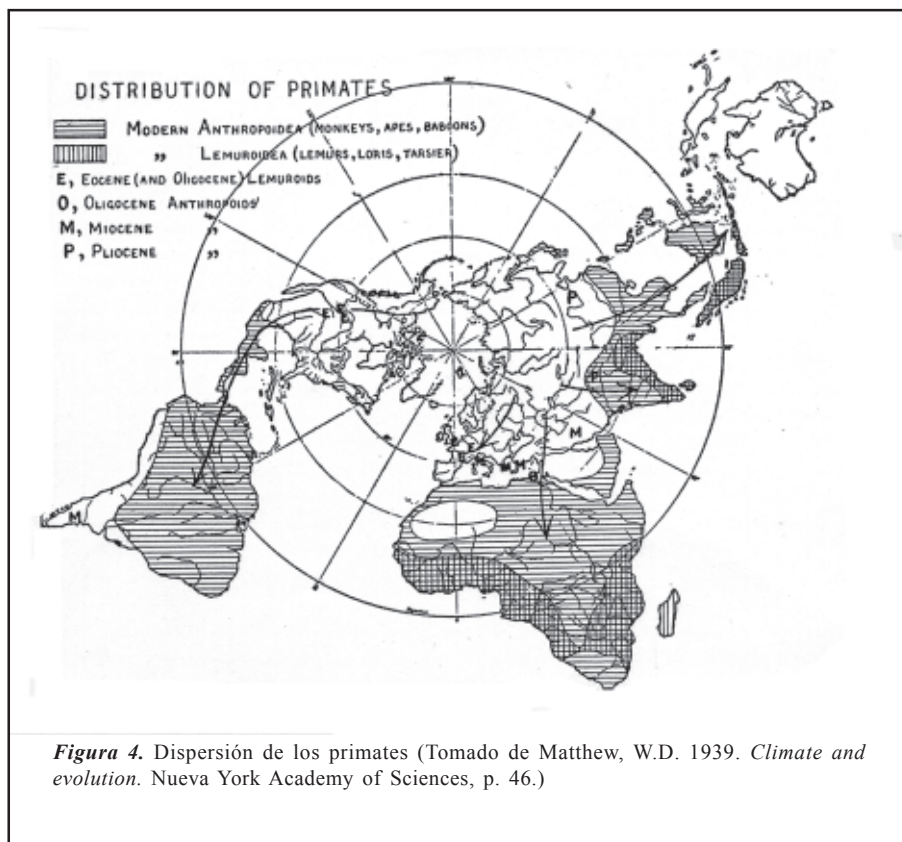 DISTRIBUTION OF PRIMATES
MODERN ANTHROPOIDEA (MONKEYS, APES, BABOONS)
" LEMUROIDEA (LEMURS, LORIS, TARSIER)
E, EOCENE (AND OLIGOCENE) LEMUROIDS
O, OLIGOCENE ANTHROPOIDS
M, MIOCENE "
P, PLIOCENE "
P
E
E
P
M
E
M
M
M
Figura 4. Dispersión de los primates (Tomado de Matthew, W.D. 1939. Climate and
evolution. Nueva York Academy of Sciences, p. 46.)